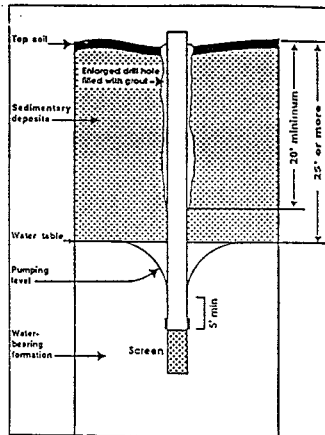 Top soil
Enlarged drill hole
filled with grout
Sedimentary
deposits
20' minimum
25' or more
Water table
Pumping
level
5' min
Water-
bearing
formation
Screen